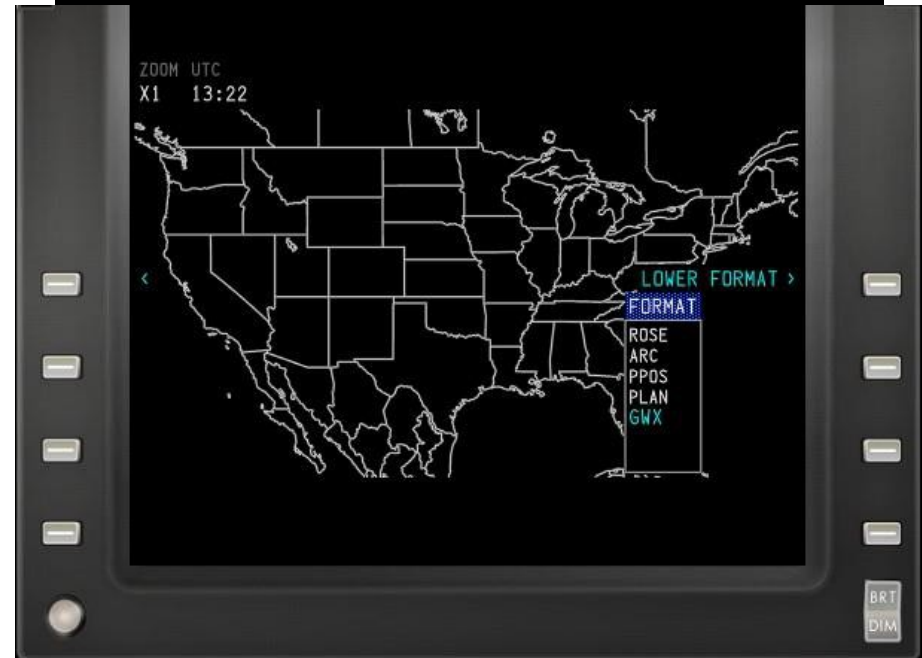 ZOOM UTC
X1 13:22
< LOWER FORMAT >
FORMAT
ROSE
ARC
PPOS
PLAN
GWX
BRT
DIM